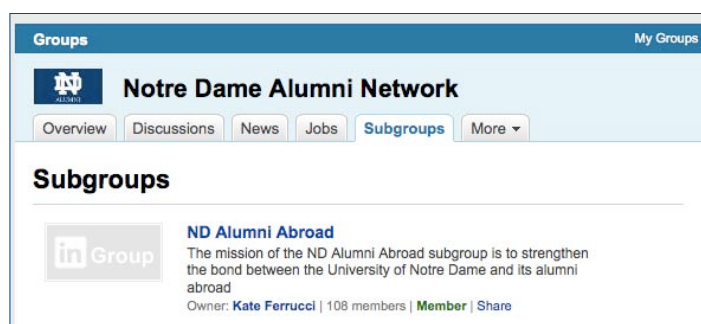 Groups
My Groups
ND
ALUMNI
Notre Dame Alumni Network
Overview Discussions News Jobs Subgroups More
Subgroups
in Group
ND Alumni Abroad
The mission of the ND Alumni Abroad subgroup is to strengthen
the bond between the University of Notre Dame and its alumni
abroad
Owner: Kate Ferrucci | 108 members | Member | Share